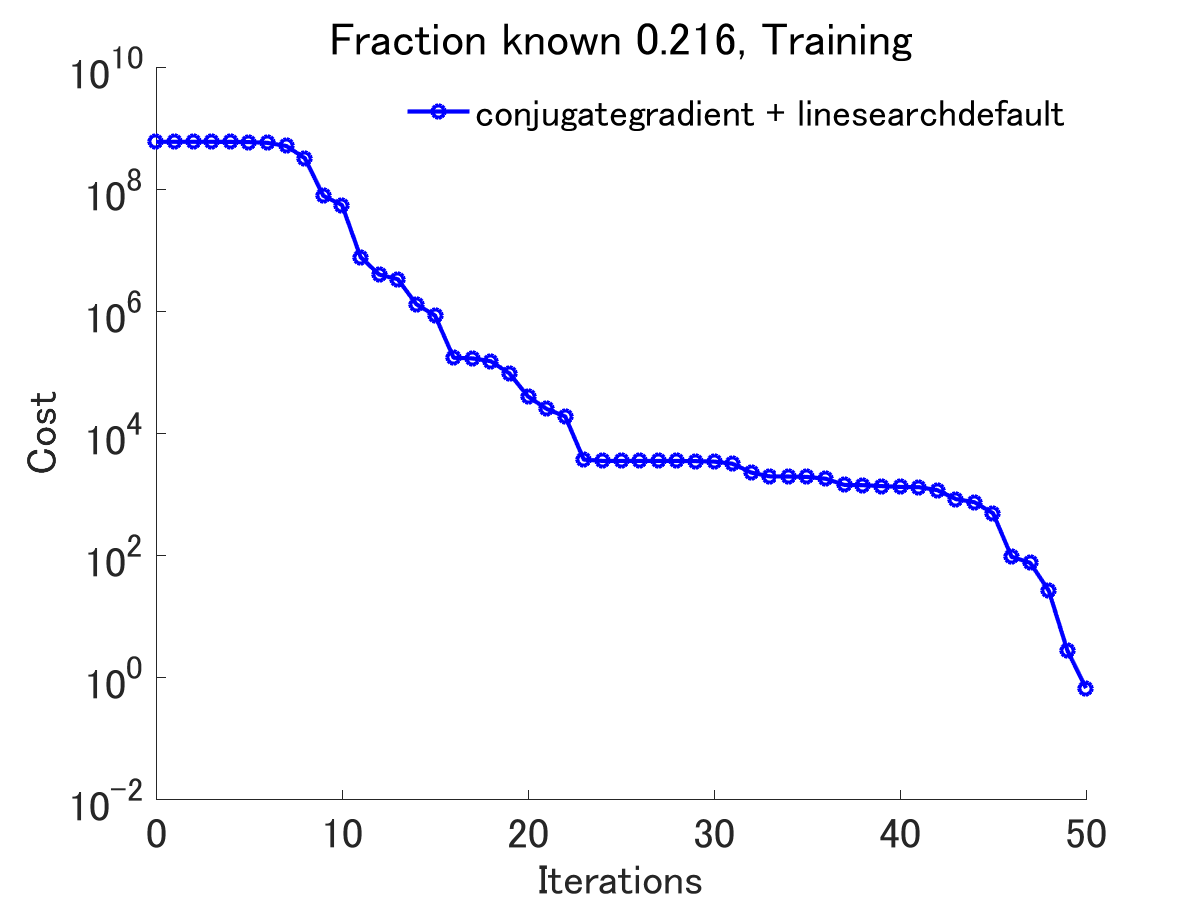 Fraction known 0.216, Training
conjugategradient + linesearchdefault
10^10
10^8
10^6
10^4
10^2
10^0
10^-2
Cost
0 10 20 30 40 50
Iterations